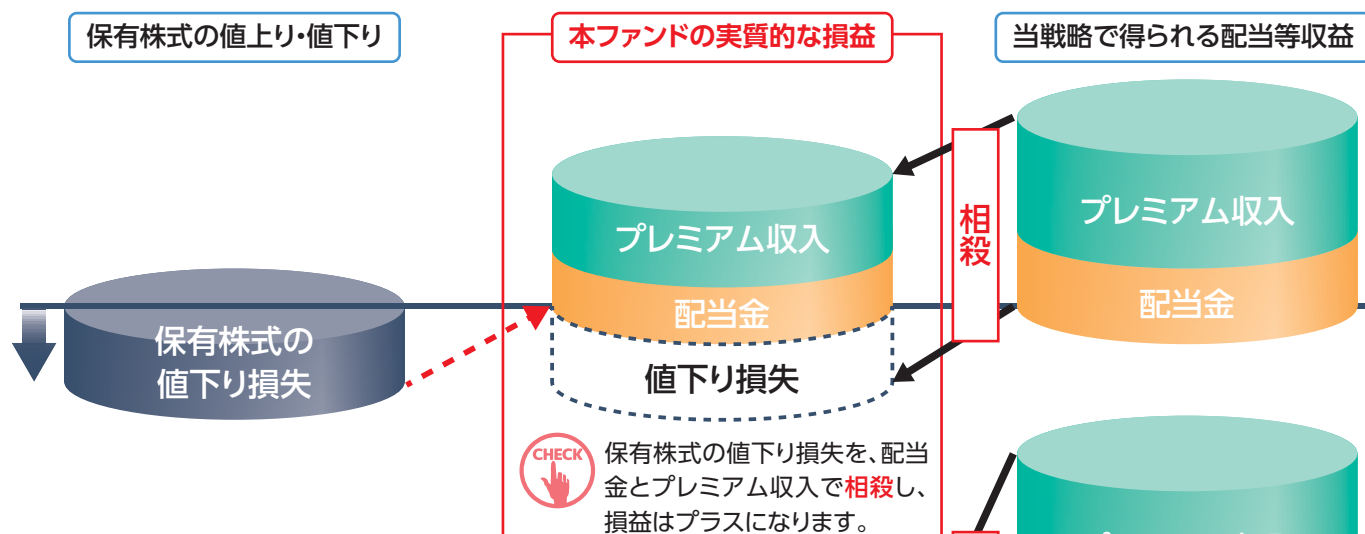 保有株式の値上り・値下り
本ファンドの実質的な損益
当戦略で得られる配当等収益
プレミアム収入
配当金
値下り損失
相殺
プレミアム収入
配当金
保有株式の
値下り損失
CHECK
保有株式の値下り損失を、配当
金とプレミアム収入で相殺し、
損益はプラスになります。